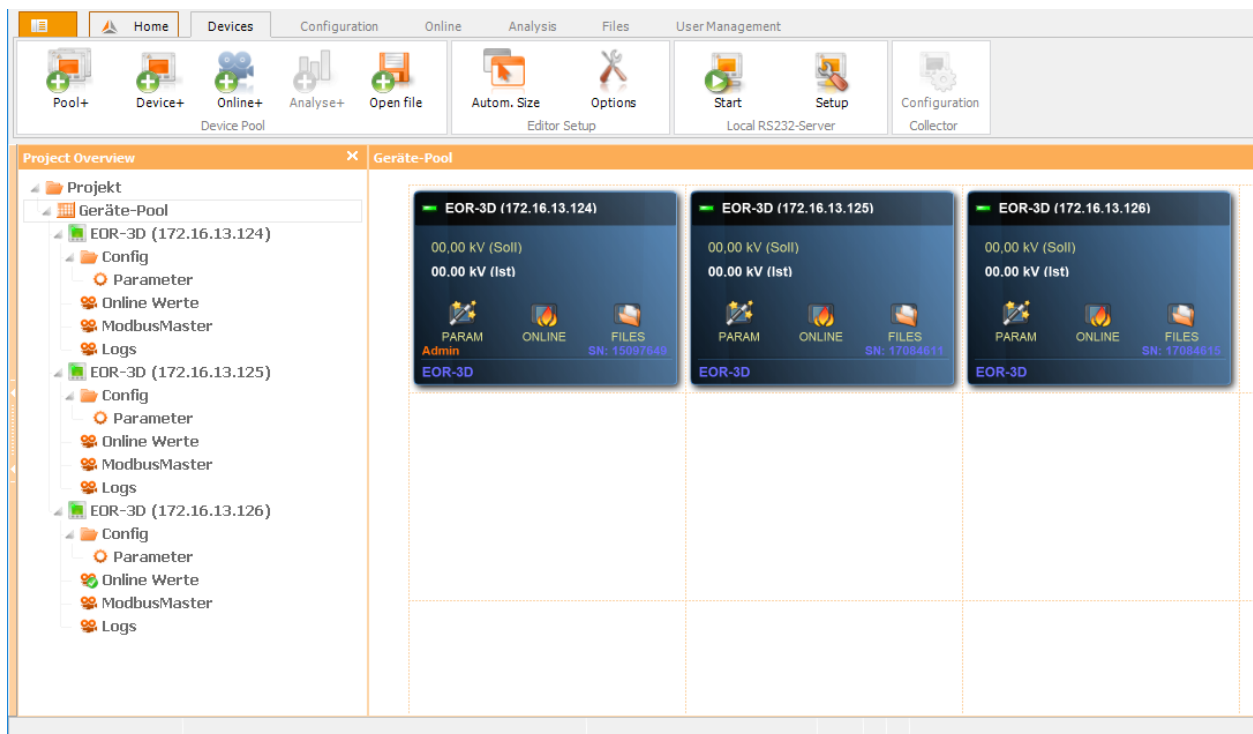 Home Devices Configuration Online Analysis Files User Management
Pool+ Device+ Online+ Analyse+ Open file Autom. Size Options Start Setup Configuration
Device Pool Editor Setup Local RS232-Server Collector
Project Overview
Projekt
Geräte-Pool
EOR-3D (172.16.13.124)
Config
Parameter
Online Werte
ModbusMaster
Logs
EOR-3D (172.16.13.125)
Config
Parameter
Online Werte
ModbusMaster
Logs
EOR-3D (172.16.13.126)
Config
Parameter
Online Werte
ModbusMaster
Logs
Geräte-Pool
EOR-3D (172.16.13.124)
00,00 kV (Soll)
00.00 kV (Ist)
PARAM ONLINE FILES
Admin SN: 15097649
EOR-3D
EOR-3D (172.16.13.125)
00,00 kV (Soll)
00.00 kV (Ist)
PARAM ONLINE FILES
SN: 17084611
EOR-3D
EOR-3D (172.16.13.126)
00,00 kV (Soll)
00.00 kV (Ist)
PARAM ONLINE FILES
SN: 17084615
EOR-3D